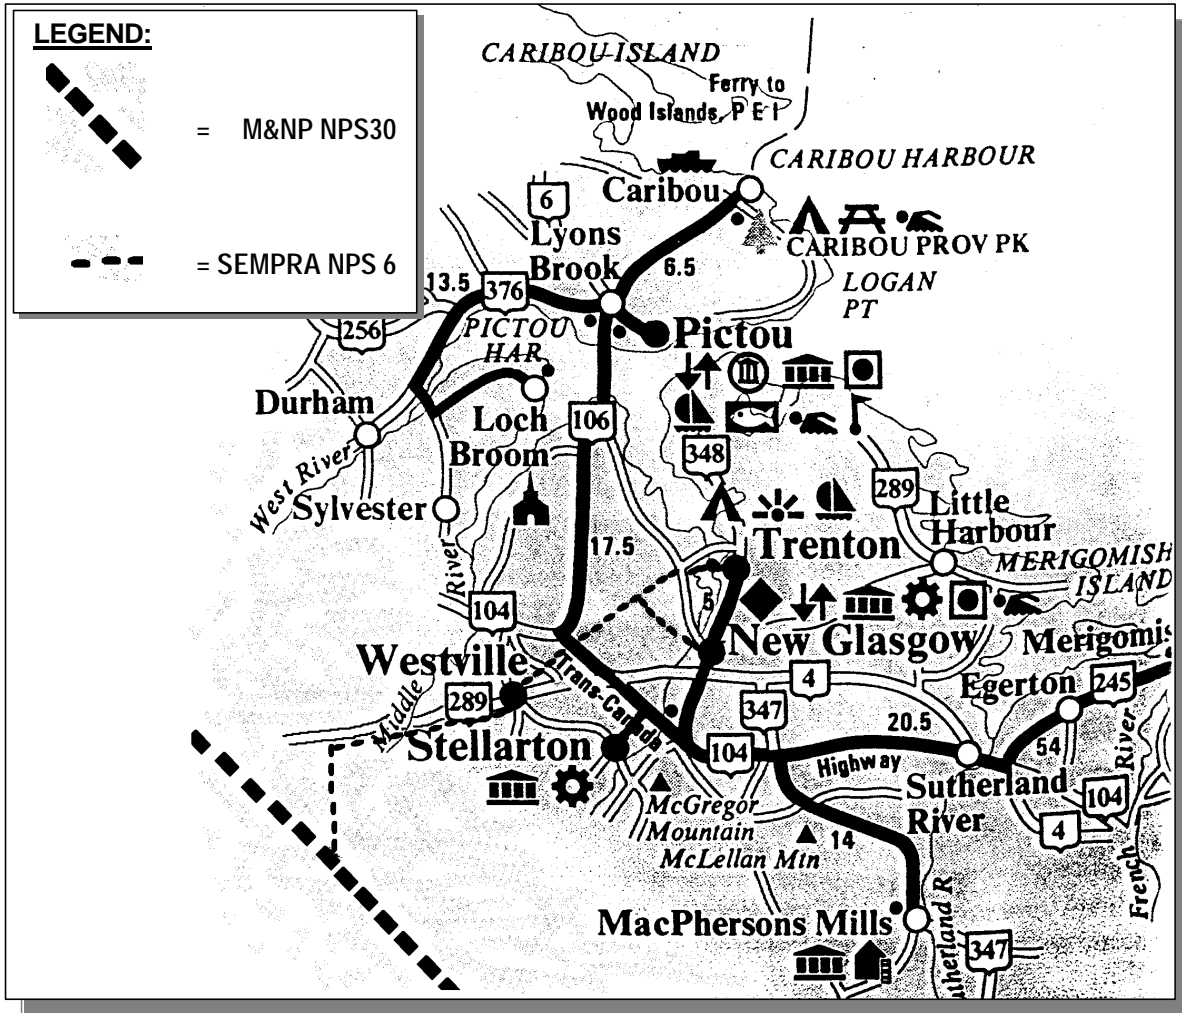 LEGEND:
= M&NP NPS30
= SEMPRA NPS 6
CARIBOU ISLAND
Ferry to
Wood Islands, P E I
CARIBOU HARBOUR
Caribou
6
Lyons
Brook
CARIBOU PROV PK
6.5
LOGAN
PT
13.5
376
256
PICTOU
HAR
Pictou
Durham
Loch
Broom
106
348
West River
Sylvester
289
Little
Harbour
17.5
Trenton
MERIGOMISH
ISLAND
River
104
5
New Glasgow
Merigomis
Westville
Trans-Canada
4
Egerton
245
289
Middle
347
20.5
Stellarton
104
Highway
54
River
Sutherland
River
104
4
McGregor
Mountain
McLellan Mtn
14
French
MacPhersons Mills
utherland R
347